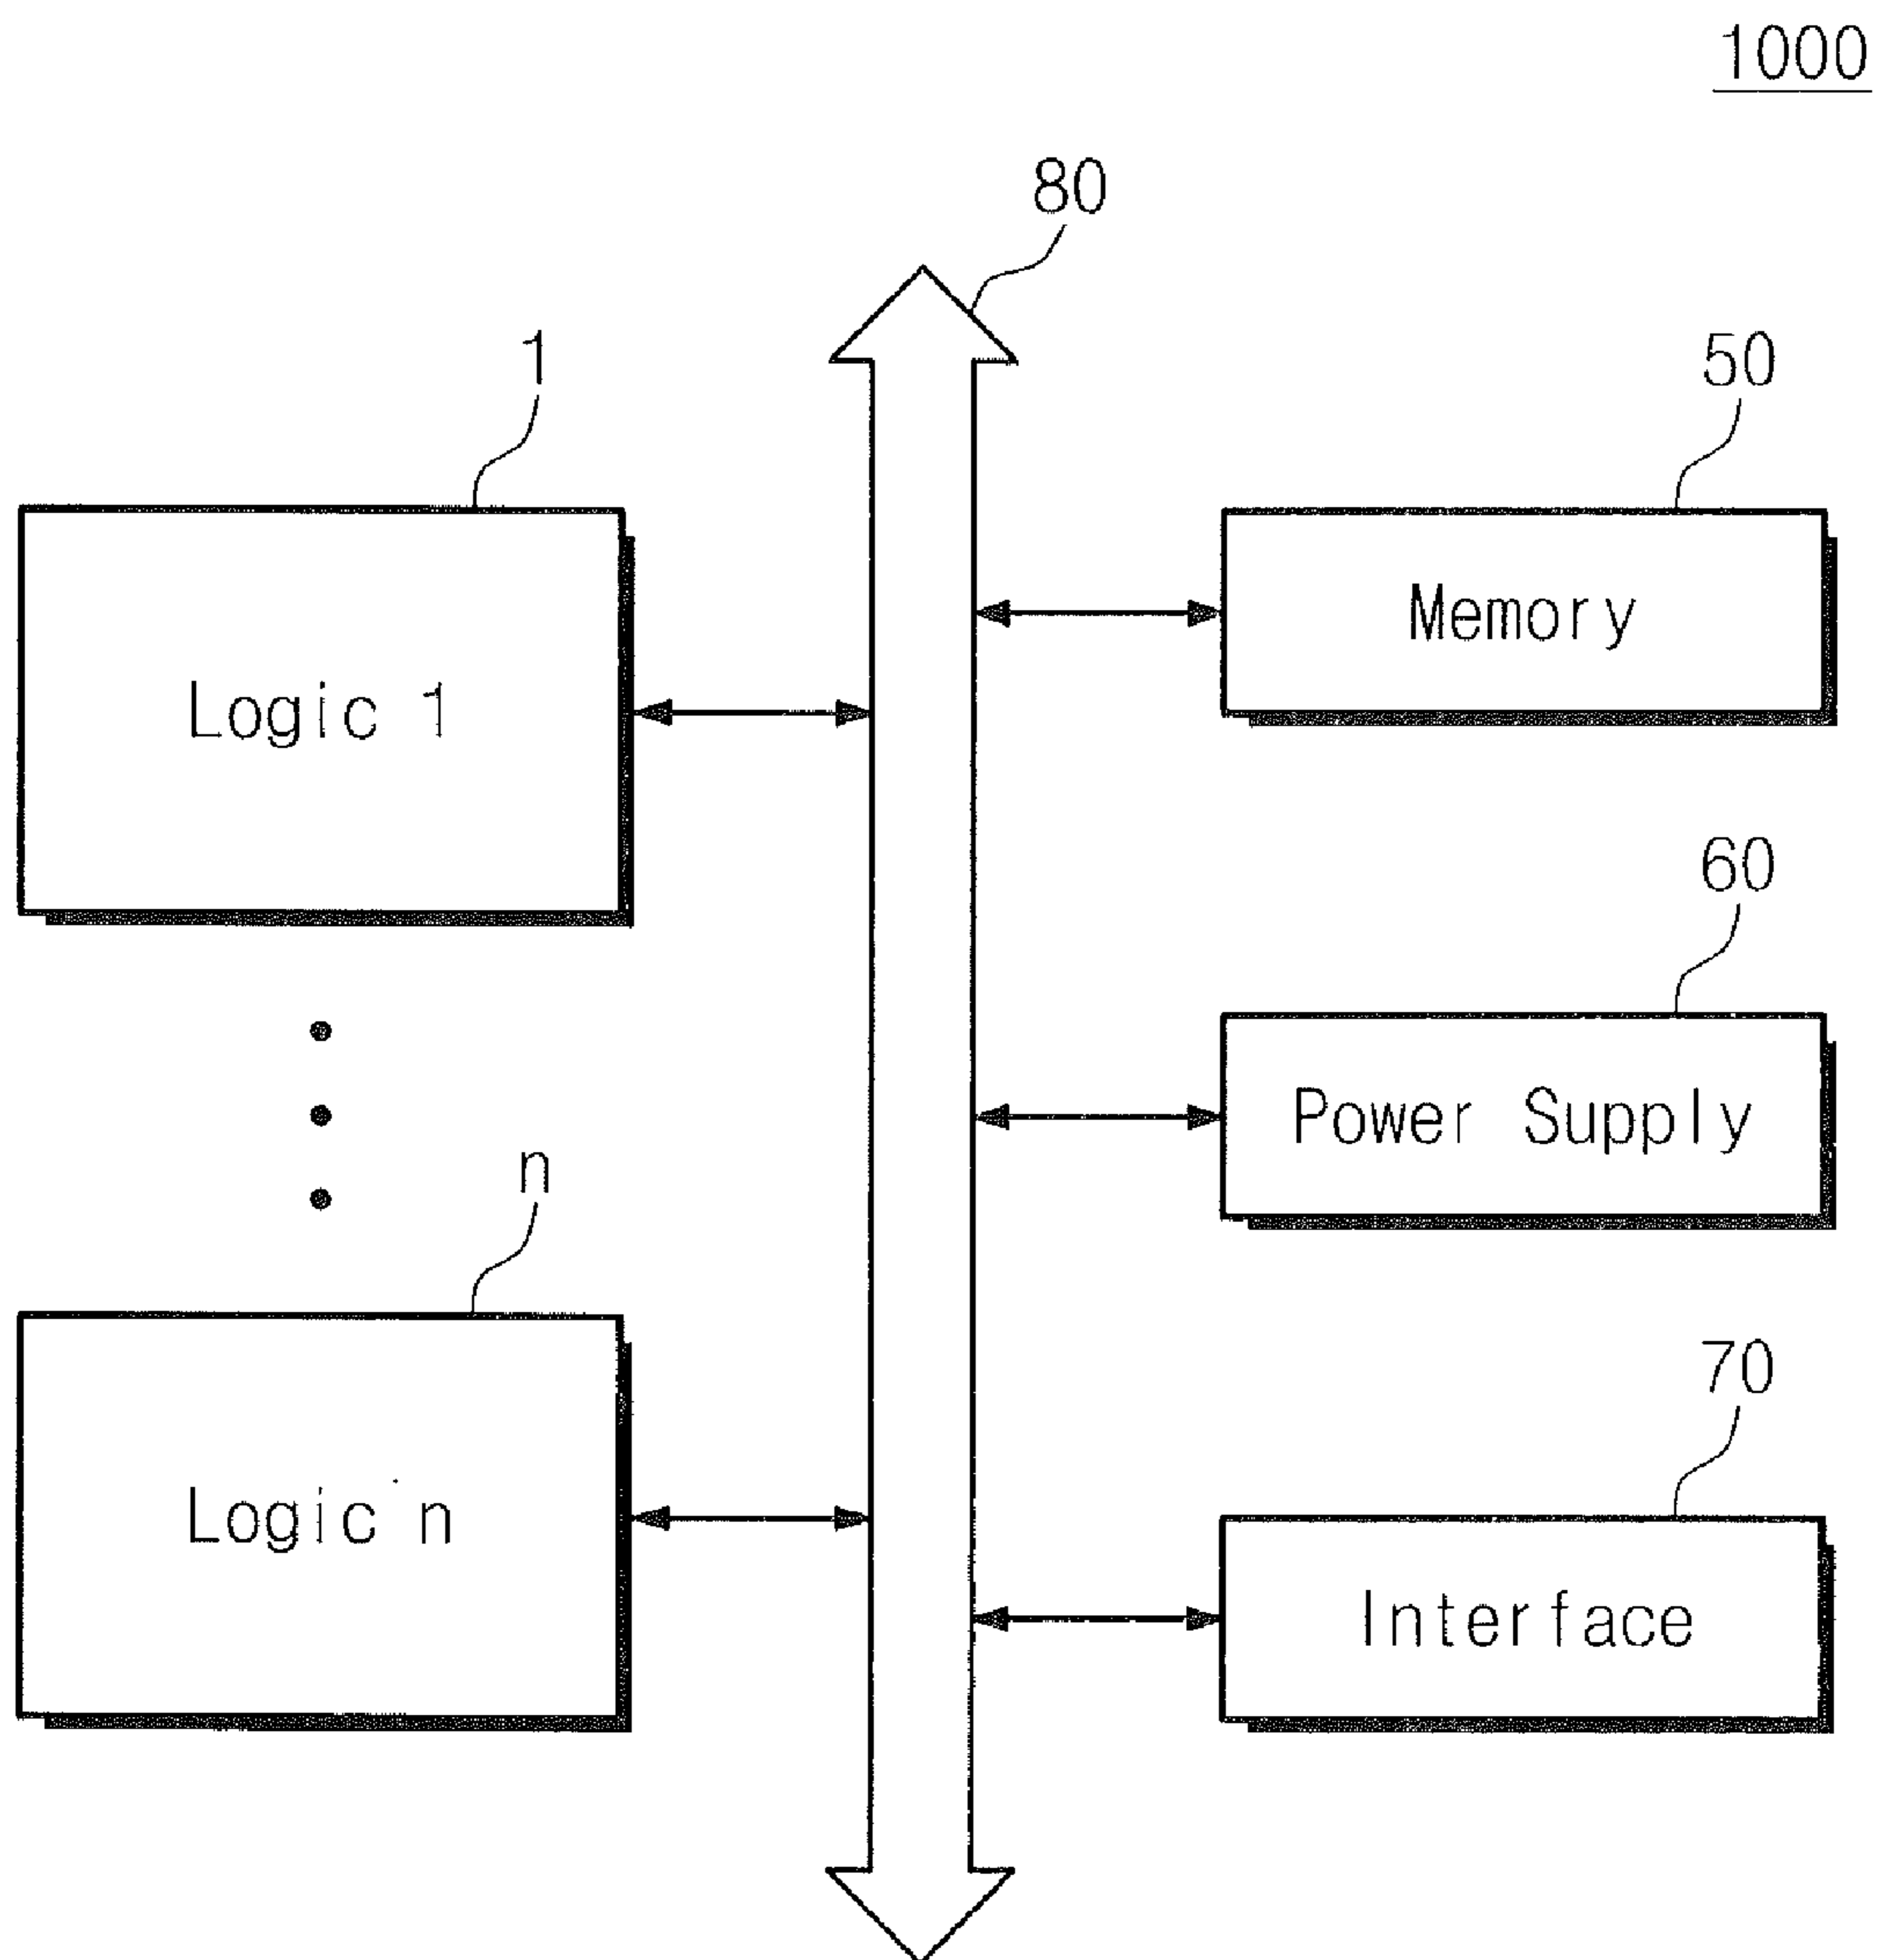 1000
80
1
50
Logic 1
Memory
60
Power Supply
n
70
Logic n
Interface